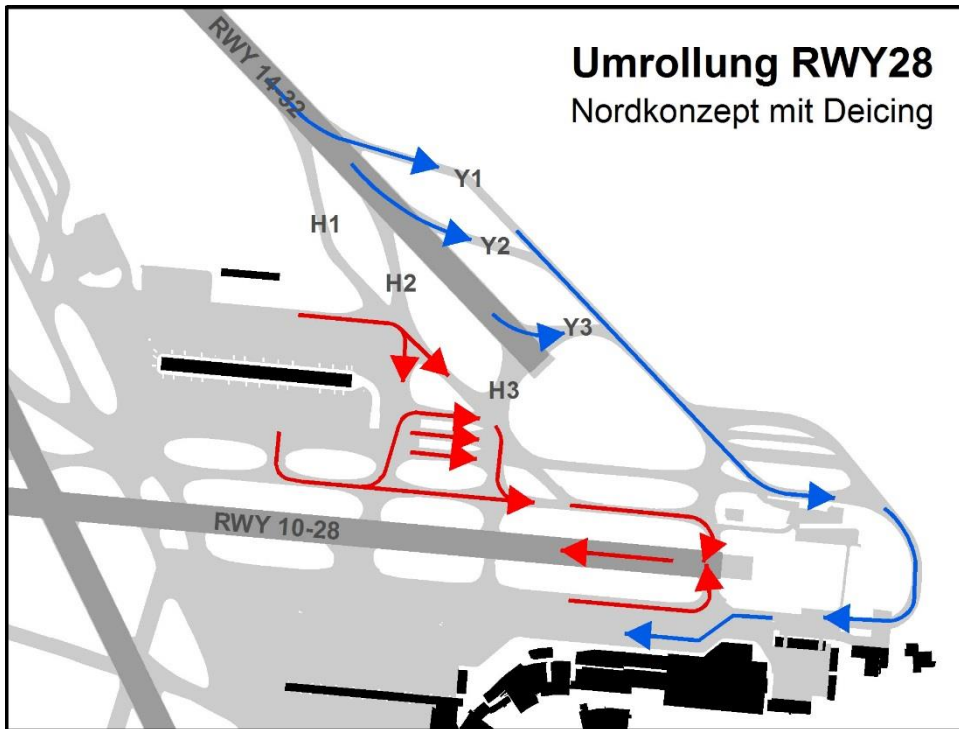 Umrollung RWY28
Nordkonzept mit Deicing
RWY 14-32
Y1
H1
Y2
H2
Y3
H3
RWY 10-28